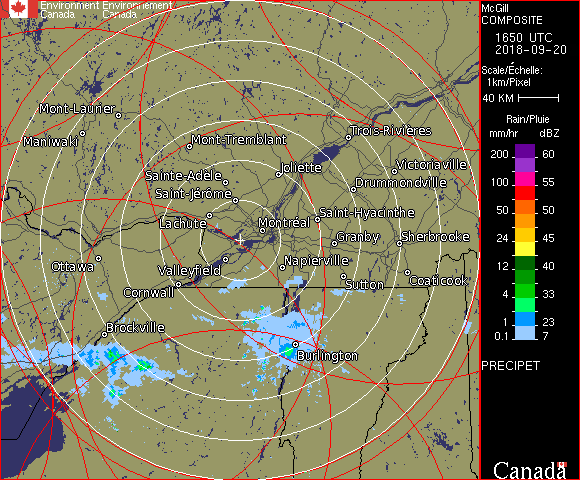 Environment Environnement
Canada Canada
McGill
COMPOSITE
1650 UTC
2018-09-20
Scale/Échelle:
1km/Pixel
40 KM
Rain/Pluie
mm/hr dBZ
200 60
100 55
50 50
24 45
12 40
4 33
2 23
0.1 7
PRECIPET
Canada
Mont-Laurier
Maniwaki
Mont-Tremblant
Trois-Rivières
Joliette
Victoriaville
Sainte-Adèle
Drummondville
Saint-Jérôme
Saint-Hyacinthe
Lachute
Montréal
Granby
Sherbrooke
Ottawa
Valleyfield
Napierville
Cornwall
Sutton
Coaticook
Brockville
Burlington